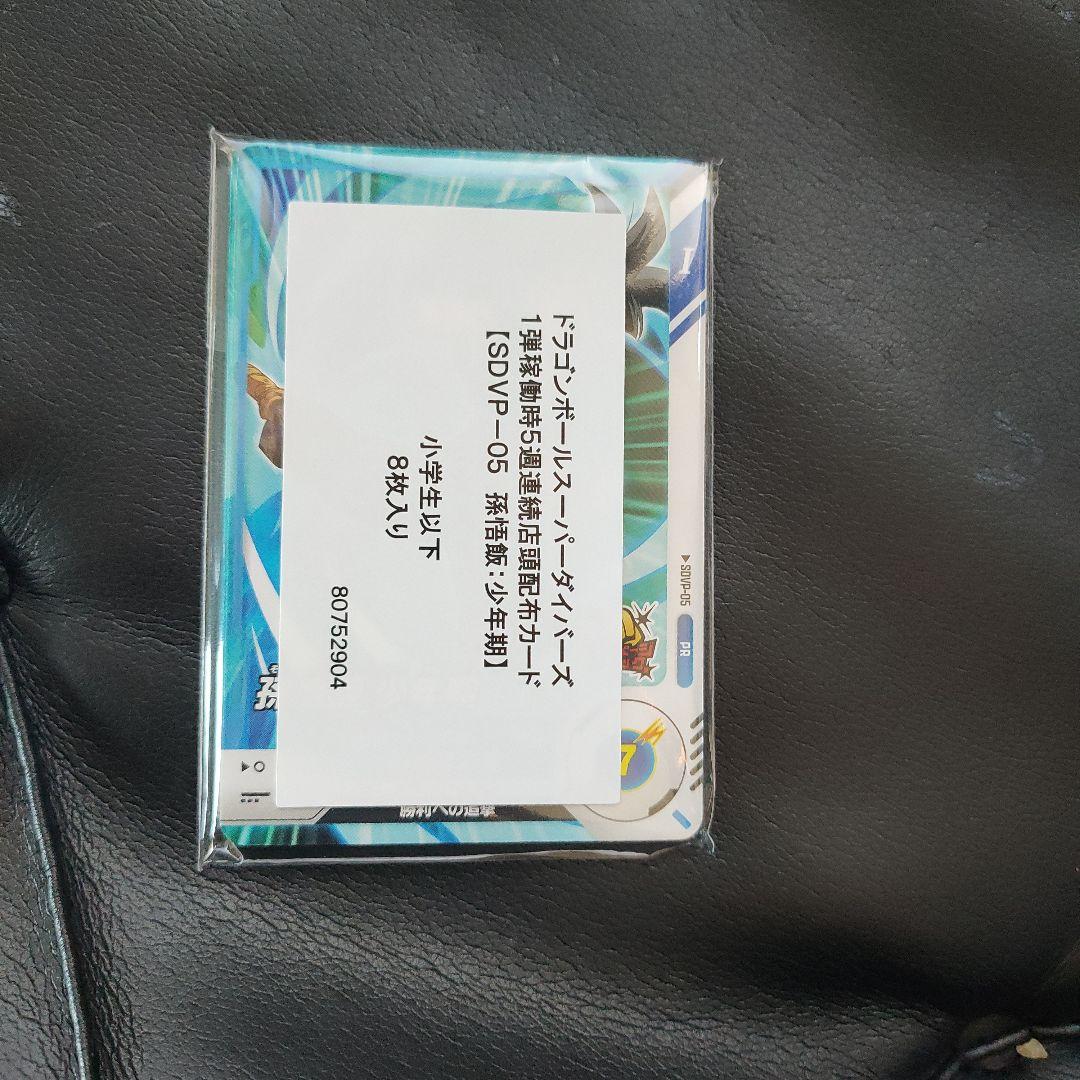 ドラゴンボールスーパーダイバーズ
1弾稼働時5週連続店頭配布カード
【SDVP-05 孫悟飯:少年期】
小学生以下
8枚入り
80752904
I
▶SDVP-05
PR
7
勝利への追撃